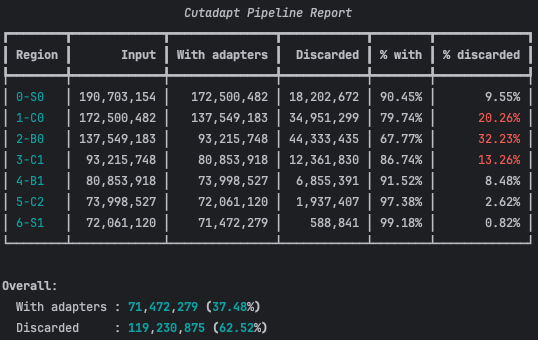 Cutadapt Pipeline Report
Region Input With adapters Discarded % with % discarded
0-S0 190,703,154 172,500,482 18,202,672 90.45% 9.55%
1-C0 172,500,482 137,549,183 34,951,299 79.74% 20.26%
2-B0 137,549,183 93,215,748 44,333,435 67.77% 32.23%
3-C1 93,215,748 80,853,918 12,361,830 86.74% 13.26%
4-B1 80,853,918 73,998,527 6,855,391 91.52% 8.48%
5-C2 73,998,527 72,061,120 1,937,407 97.38% 2.62%
6-S1 72,061,120 71,472,279 588,841 99.18% 0.82%
Overall:
With adapters : 71,472,279 (37.48%)
Discarded : 119,230,875 (62.52%)